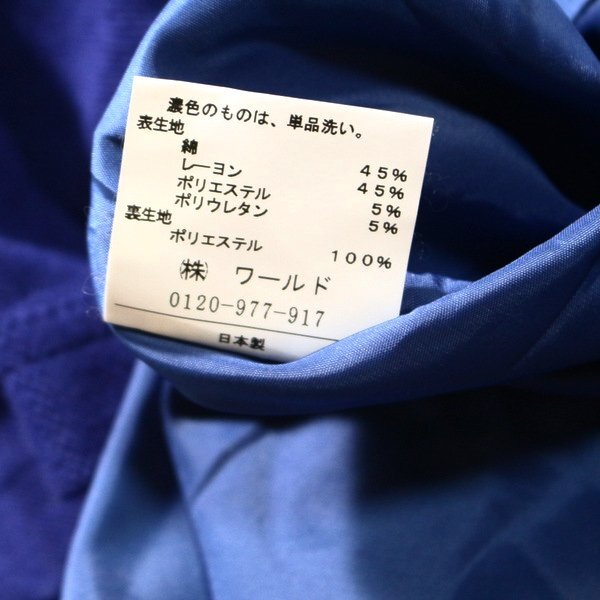 濃色のものは、単品洗い。
表生地
綿 45%
レーヨン 45%
ポリエステル 5%
ポリウレタン 5%
裏生地
ポリエステル 100%
㈱ ワールド
0120-977-917
日本製